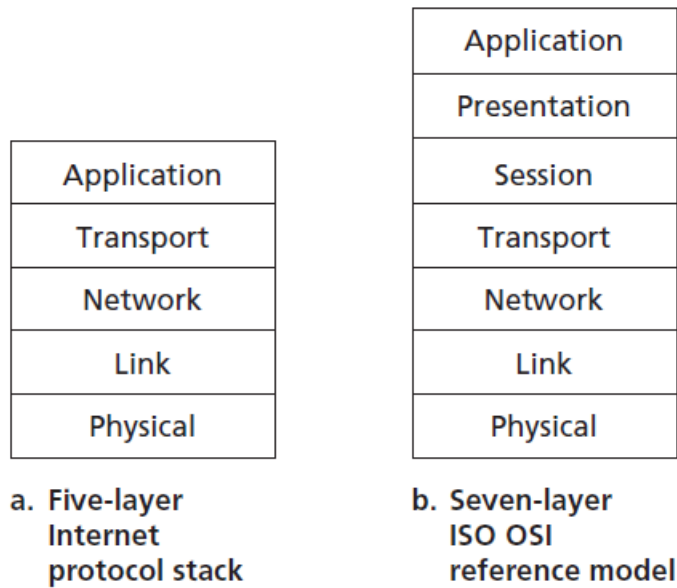 Application
Transport
Network
Link
Physical
a. Five-layer
Internet
protocol stack
Application
Presentation
Session
Transport
Network
Link
Physical
b. Seven-layer
ISO OSI
reference model